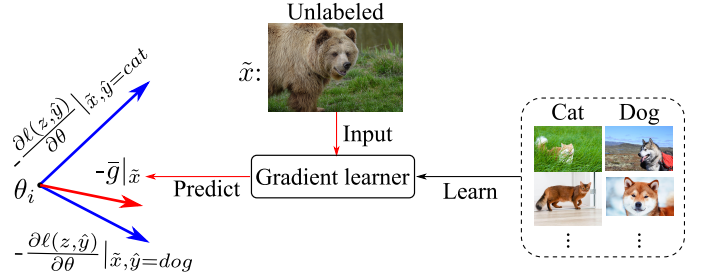 Unlabeled
x̃:
Input
Cat Dog
Gradient learner
Learn
⋮ ⋮
Predict
-∂ℓ(z,ŷ)/∂θ|x̃,ŷ=cat
θᵢ
-ḡ|x̃
-∂ℓ(z,ŷ)/∂θ|x̃,ŷ=dog